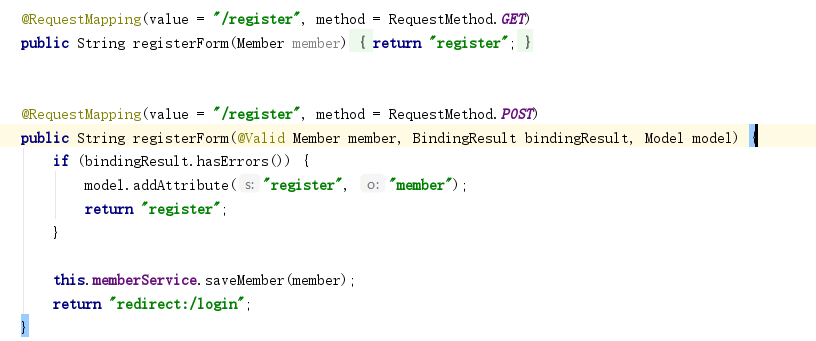 @RequestMapping(value = "/register", method = RequestMethod.GET)
public String registerForm(Member member) { return "register"; }
@RequestMapping(value = "/register", method = RequestMethod.POST)
public String registerForm(@Valid Member member, BindingResult bindingResult, Model model) {
if (bindingResult.hasErrors()) {
model.addAttribute( s: "register", o: "member");
return "register";
}
this.memberService.saveMember(member);
return "redirect:/login";
}